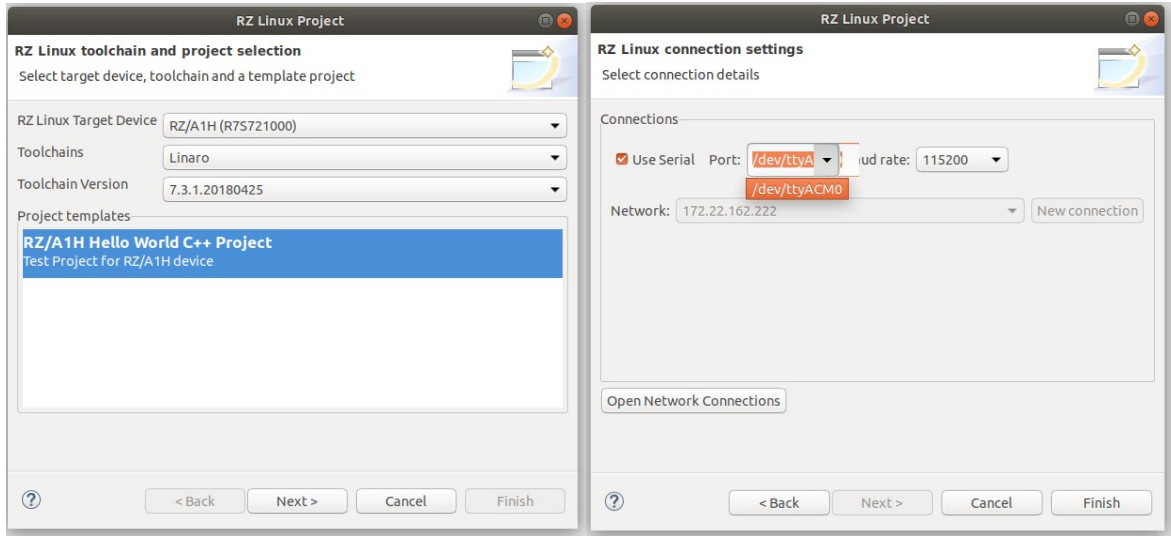 RZ Linux Project
RZ Linux toolchain and project selection
Select target device, toolchain and a template project
RZ Linux Target Device RZ/A1H (R7S721000)
Toolchains Linaro
Toolchain Version 7.3.1.20180425
Project templates
RZ/A1H Hello World C++ Project
Test Project for RZ/A1H device
< Back Next > Cancel Finish
RZ Linux Project
RZ Linux connection settings
Select connection details
Connections
Use Serial Port: /dev/ttyA ud rate: 115200
/dev/ttyACM0
Network: 172.22.162.222 New connection
Open Network Connections
< Back Next > Cancel Finish